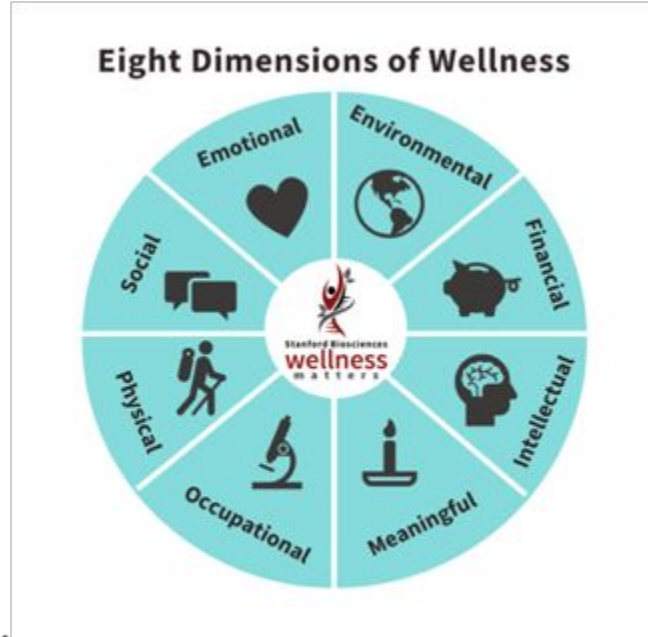 Eight Dimensions of Wellness
Emotional
Environmental
Social
Financial
Stanford Biosciences
wellness
matters
Physical
Intellectual
Occupational
Meaningful